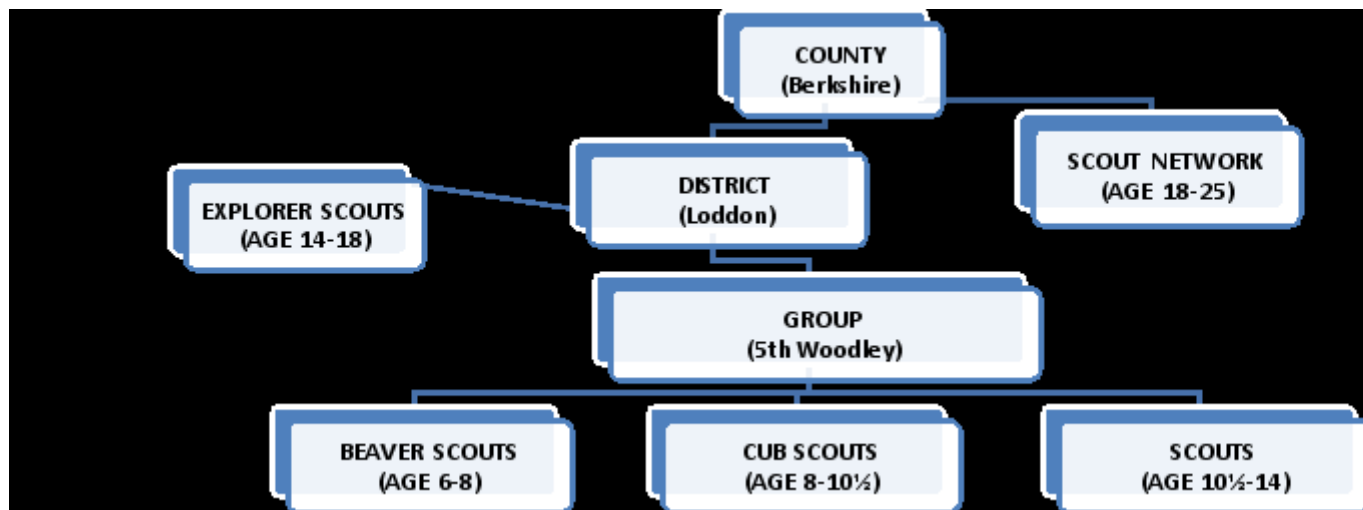 COUNTY
(Berkshire)
SCOUT NETWORK
(AGE 18-25)
DISTRICT
(Loddon)
EXPLORER SCOUTS
(AGE 14-18)
GROUP
(5th Woodley)
BEAVER SCOUTS
(AGE 6-8)
CUB SCOUTS
(AGE 8-10½)
SCOUTS
(AGE 10½-14)